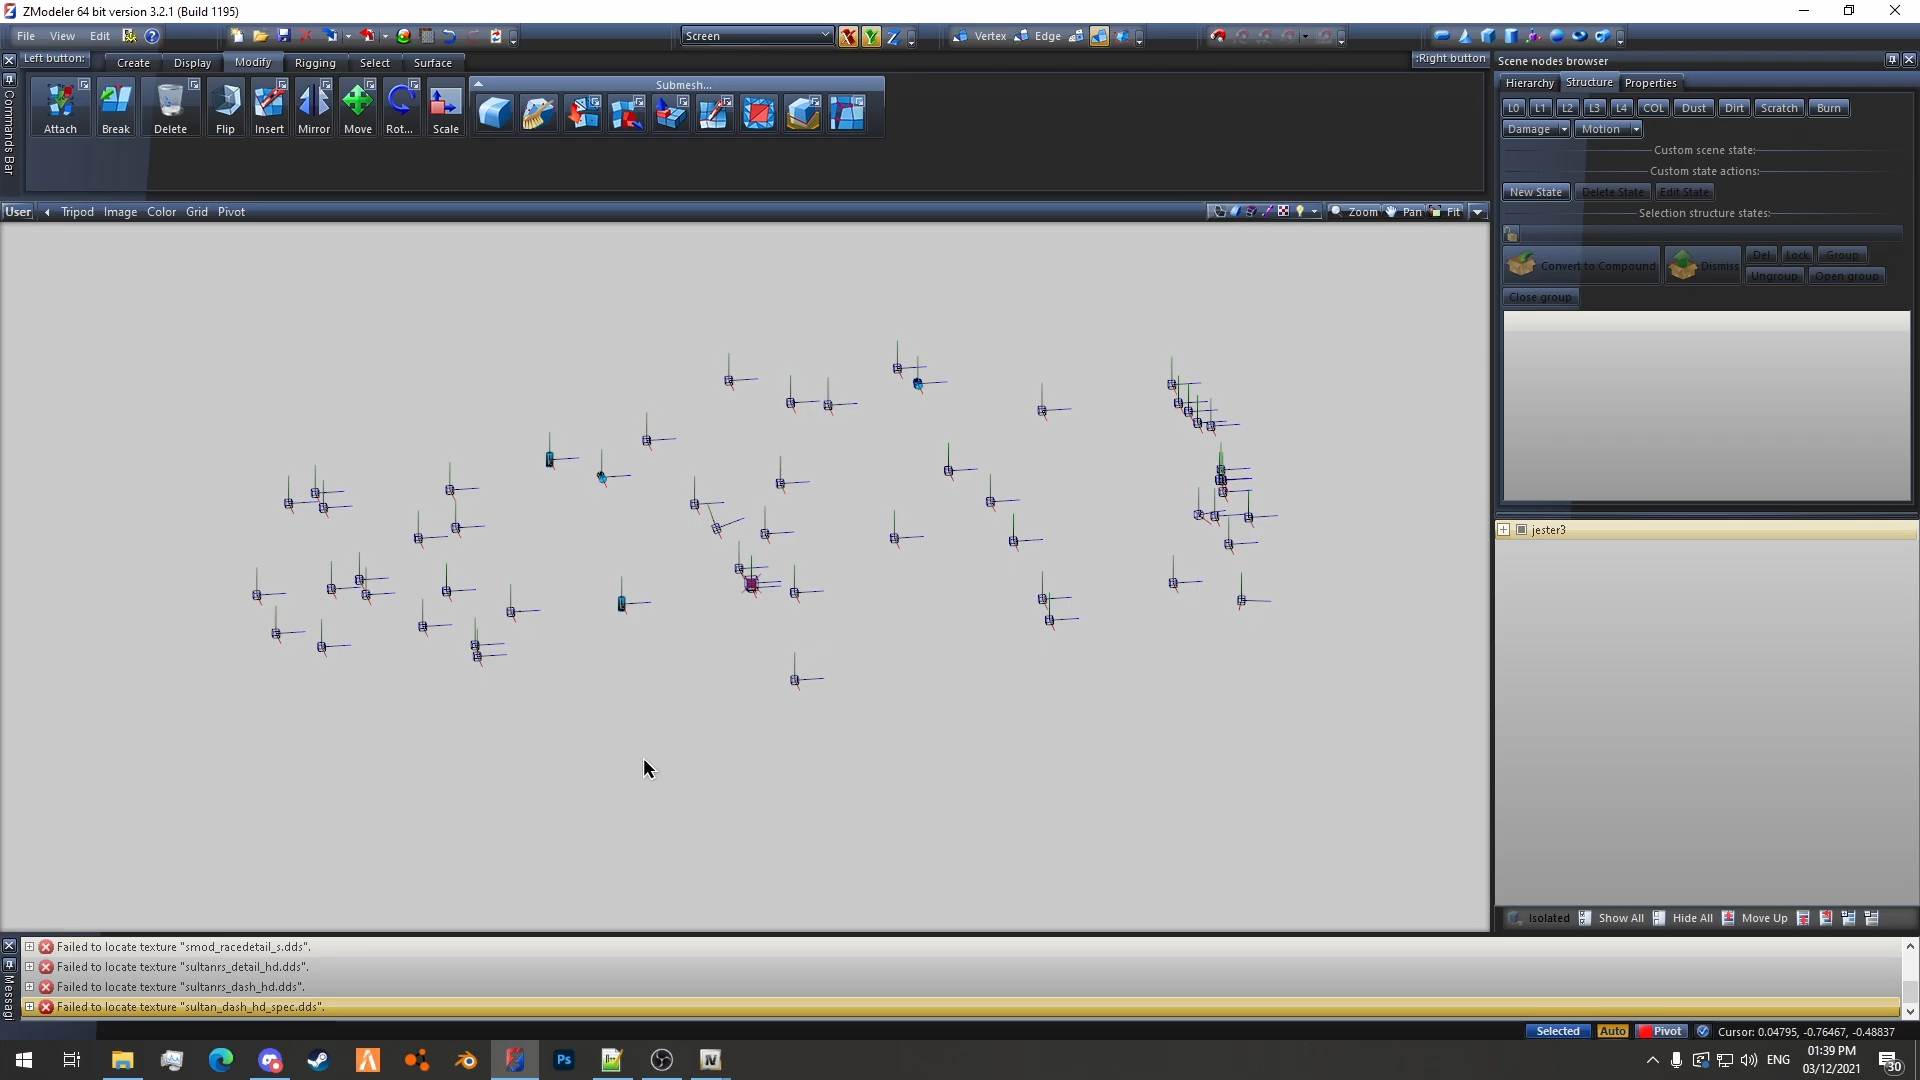 ZModeler 64 bit version 3.2.1 (Build 1195)
File View Edit Screen Vertex Edge
Left button: Create Display Modify Rigging Select Surface :Right button
Commands Bar
Submesh...
Attach Break Delete Flip Insert Mirror Move Rot... Scale
User Tripod Image Color Grid Pivot Zoom Pan Fit
Scene nodes browser
Hierarchy Structure Properties
L0 L1 L2 L3 L4 COL Dust Dirt Scratch Burn
Damage Motion
Custom scene state:
Custom state actions:
New State Delete State Edit State
Selection structure states:
Convert to Compound Dismiss Del Lock Group
Ungroup Open group
Close group
jester3
Isolated Show All Hide All Move Up
Messagi
Failed to locate texture "smod_racedetail_s.dds".
Failed to locate texture "sultanrs_detail_hd.dds".
Failed to locate texture "sultanrs_dash_hd.dds".
Failed to locate texture "sultan_dash_hd_spec.dds".
Selected Auto Pivot Cursor: 0.04795, -0.76467, -0.48837
Ps IV ENG 01:39 PM
03/12/2021 30